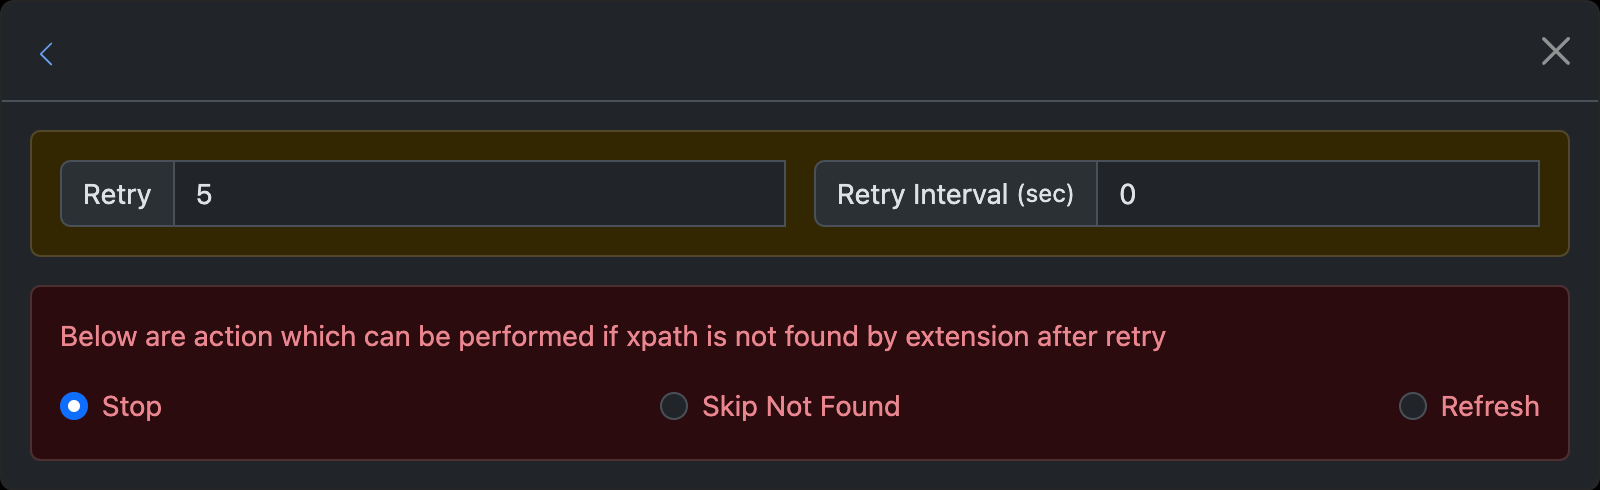 Retry 5 Retry Interval (sec) 0
Below are action which can be performed if xpath is not found by extension after retry
Stop Skip Not Found Refresh